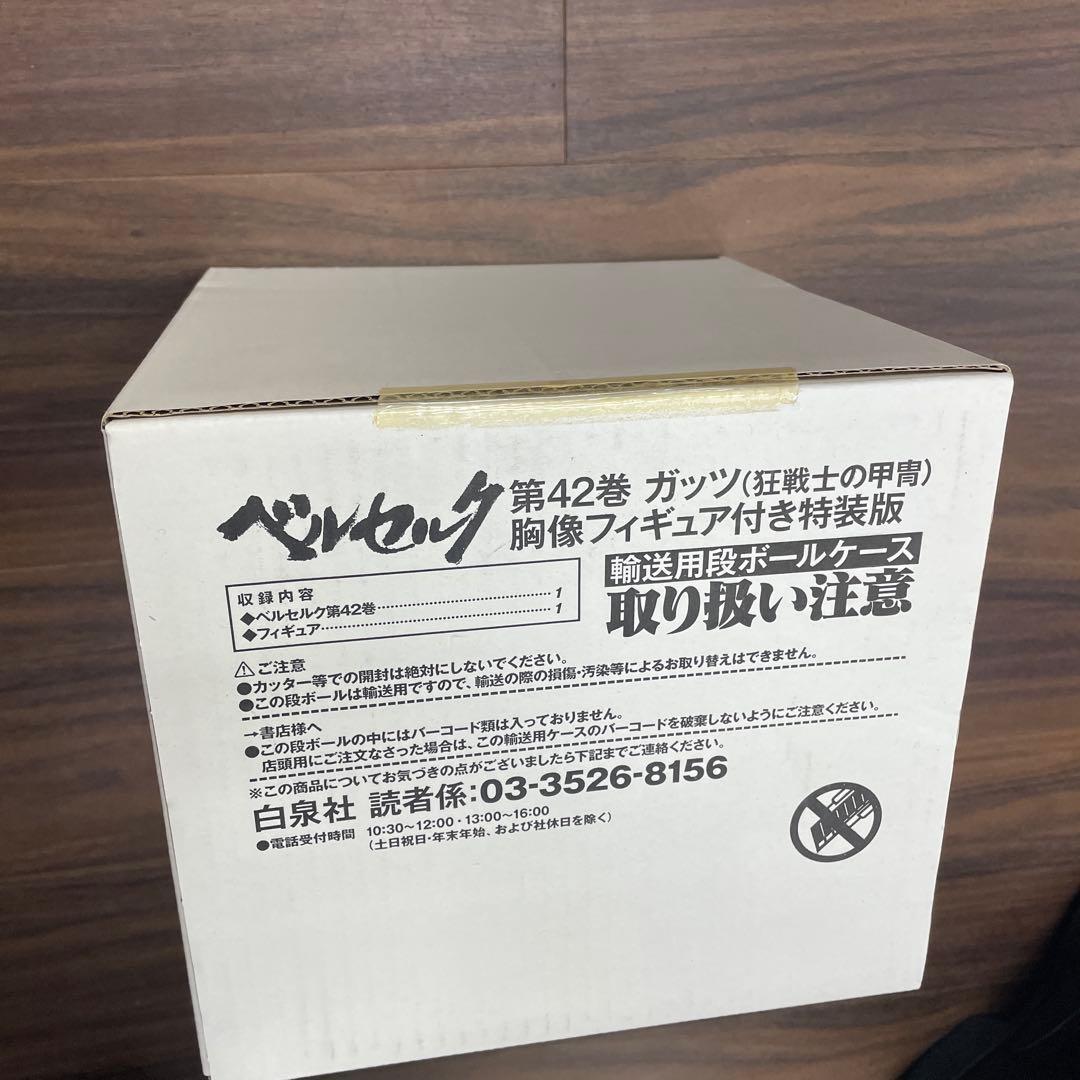 ベルセルク 第42巻 ガッツ(狂戦士の甲冑)
胸像フィギュア付き特装版
輸送用段ボールケース
取り扱い注意
収録内容
◆ベルセルク第42巻…………………………1
◆フィギュア…………………………………1
⚠ご注意
●カッター等での開封は絶対にしないでください。
●この段ボールは輸送用ですので、輸送の際の損傷・汚染等によるお取り替えはできません。
→書店様へ
●この段ボールの中にはバーコード類は入っておりません。
店頭用にご注文なさった場合は、この輸送用ケースのバーコードを破棄しないようにご注意ください。
※この商品についてお気づきの点がございましたら下記までご連絡ください。
白泉社 読者係:03-3526-8156
●電話受付時間 10:30〜12:00・13:00〜16:00
(土日祝日・年末年始、および社休日を除く)